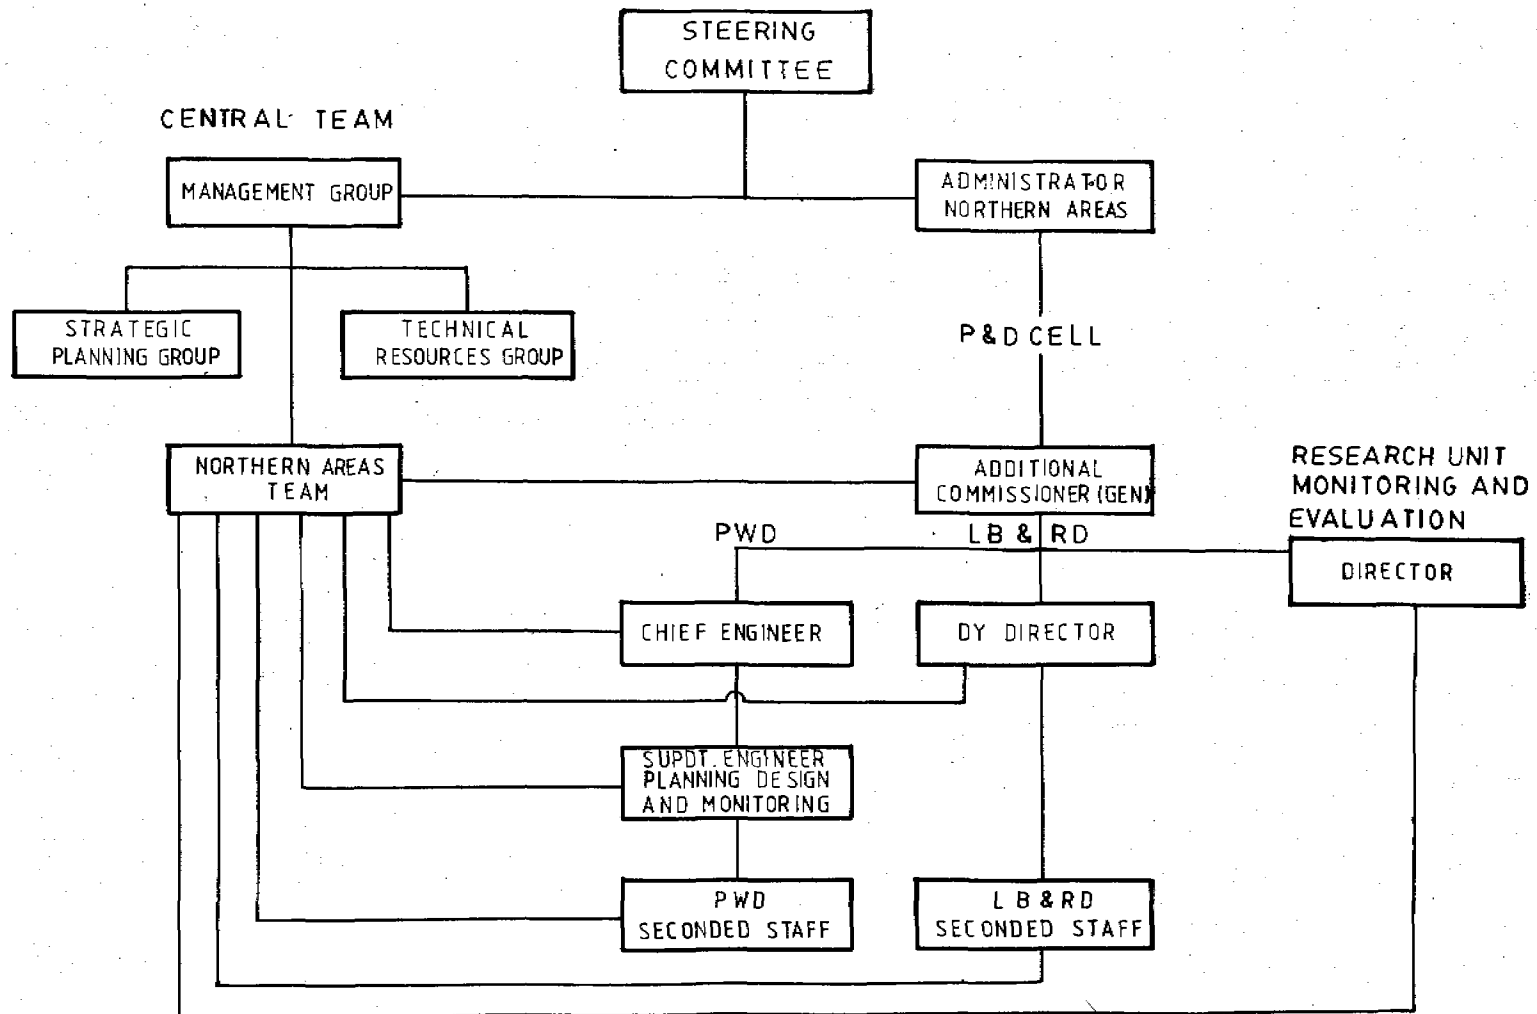 STEERING
COMMITTEE
CENTRAL TEAM
MANAGEMENT GROUP
ADMINISTRATOR
NORTHERN AREAS
STRATEGIC
PLANNING GROUP
TECHNICAL
RESOURCES GROUP
P&D CELL
NORTHERN AREAS
TEAM
ADDITIONAL
COMMISSIONER (GEN)
RESEARCH UNIT
MONITORING AND
EVALUATION
PWD
LB & RD
DIRECTOR
CHIEF ENGINEER
DY DIRECTOR
SUPDT. ENGINEER
PLANNING DESIGN
AND MONITORING
PWD
SECONDED STAFF
LB&RD
SECONDED STAFF